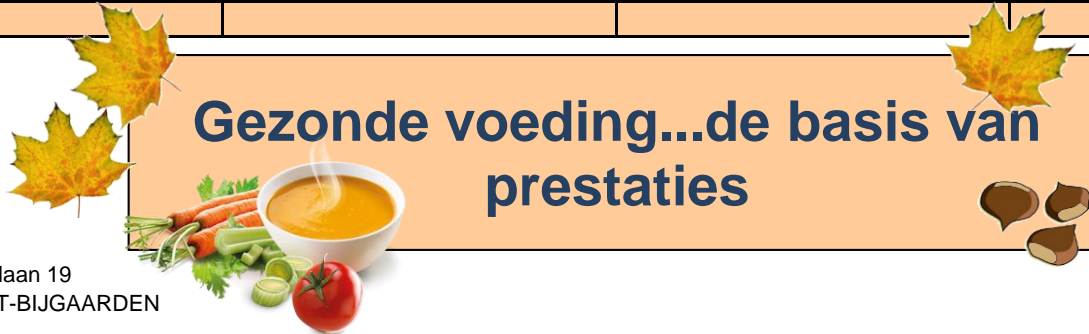 Gezonde voeding...de basis van
prestaties
laan 19
T-BIJGAARDEN